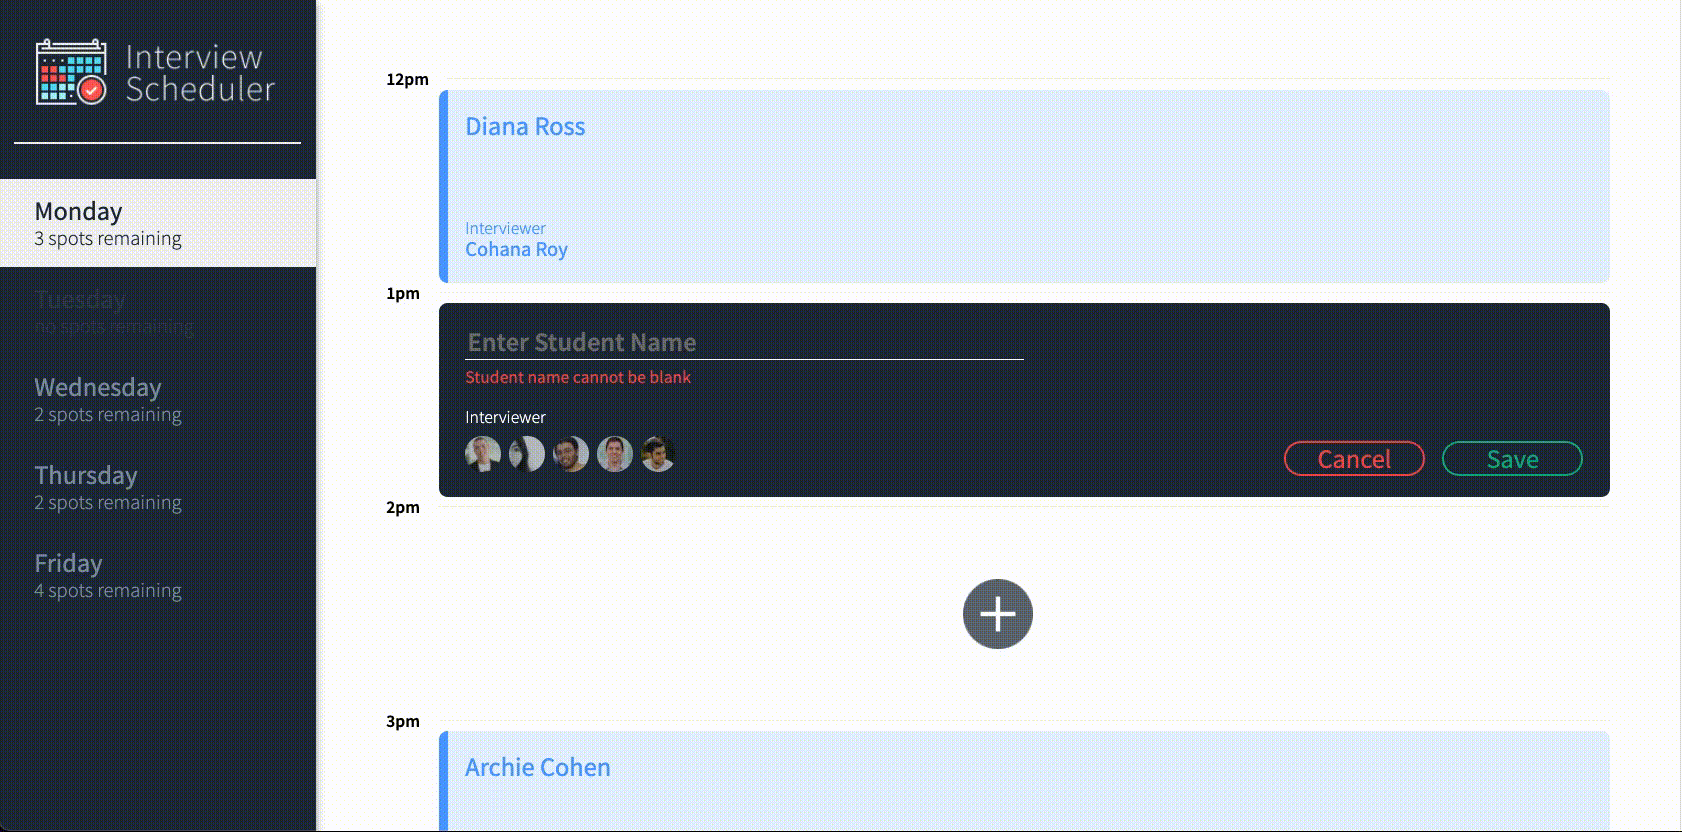 Interview
Scheduler
Monday
3 spots remaining
Tuesday
no spots remaining
Wednesday
2 spots remaining
Thursday
2 spots remaining
Friday
4 spots remaining
12pm
Diana Ross
Interviewer
Cohana Roy
1pm
Enter Student Name
Student name cannot be blank
Interviewer
Cancel
Save
2pm
3pm
Archie Cohen